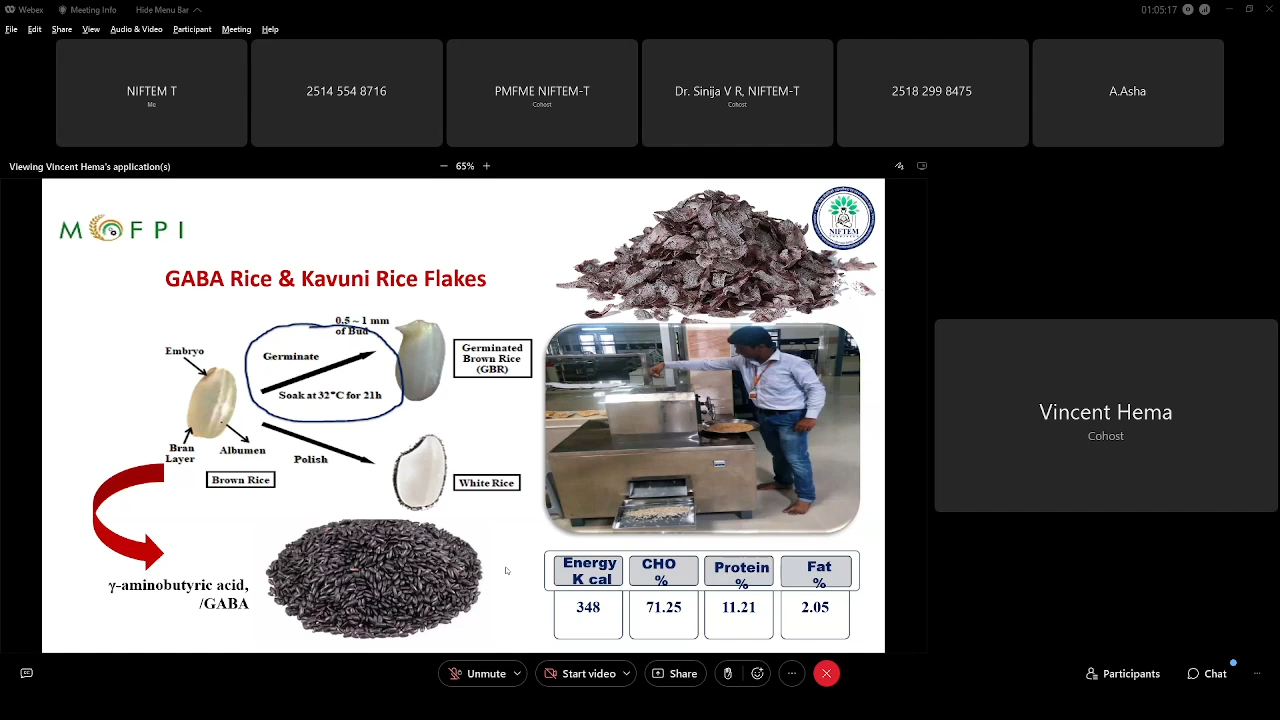 Webex
Meeting Info
Hide Menu Bar
01:05:17
File Edit Share View Audio & Video Participant Meeting Help
NIFTEM T
Me
2514 554 8716
PMFME NIFTEM-T
Cohost
Dr. Sinija V R, NIFTEM-T
Cohost
2518 299 8475
A.Asha
Viewing Vincent Hema's application(s)
65%
MOFPI
NIFTEM
GABA Rice & Kavuni Rice Flakes
0.5 ~ 1 mm
of Bud
Embryo
Germinate
Soak at 32°C for 21h
Germinated
Brown Rice
(GBR)
Bran
Layer
Albumen
Polish
Brown Rice
White Rice
γ-aminobutyric acid,
/GABA
Energy
K cal
CHO
%
Protein
%
Fat
%
348 71.25 11.21 2.05
Vincent Hema
Cohost
Unmute
Start video
Share
Participants
Chat